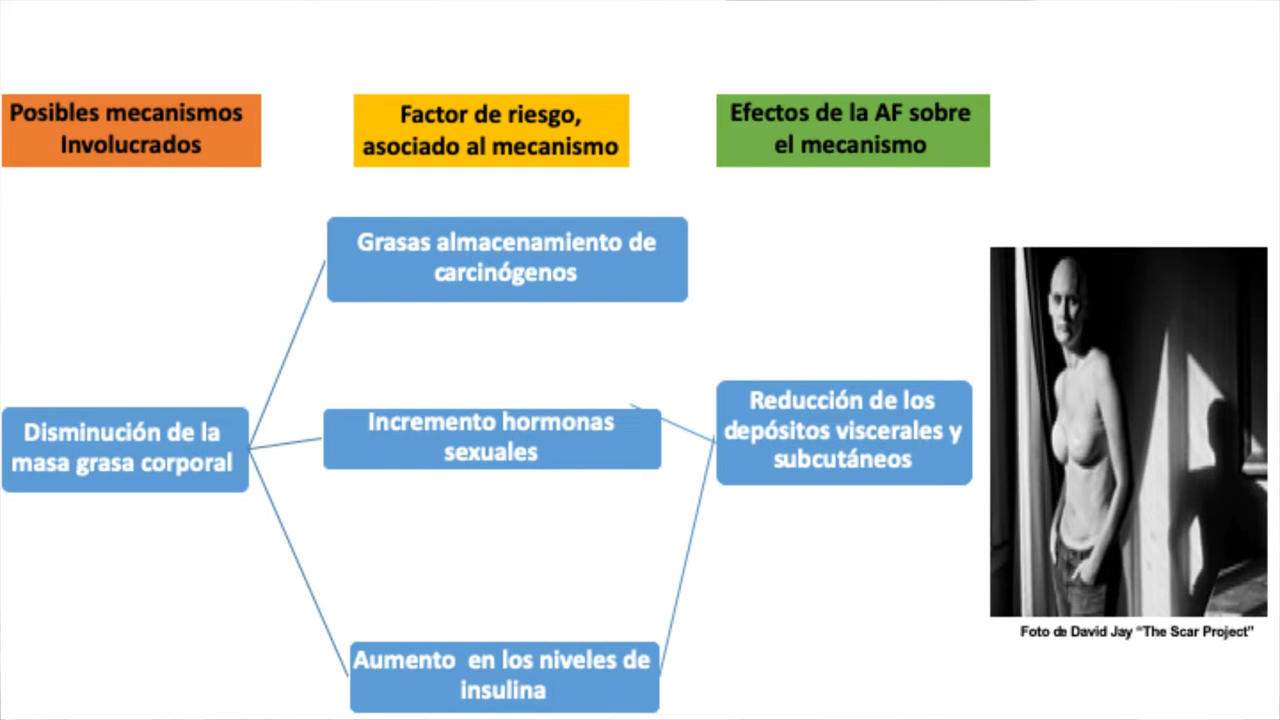 Posibles mecanismos
Involucrados
Factor de riesgo,
asociado al mecanismo
Efectos de la AF sobre
el mecanismo
Grasas almacenamiento de
carcinógenos
Disminución de la
masa grasa corporal
Incremento hormonas
sexuales
Reducción de los
depósitos viscerales y
subcutáneos
Aumento en los niveles de
insulina
Foto de David Jay “The Scar Project”